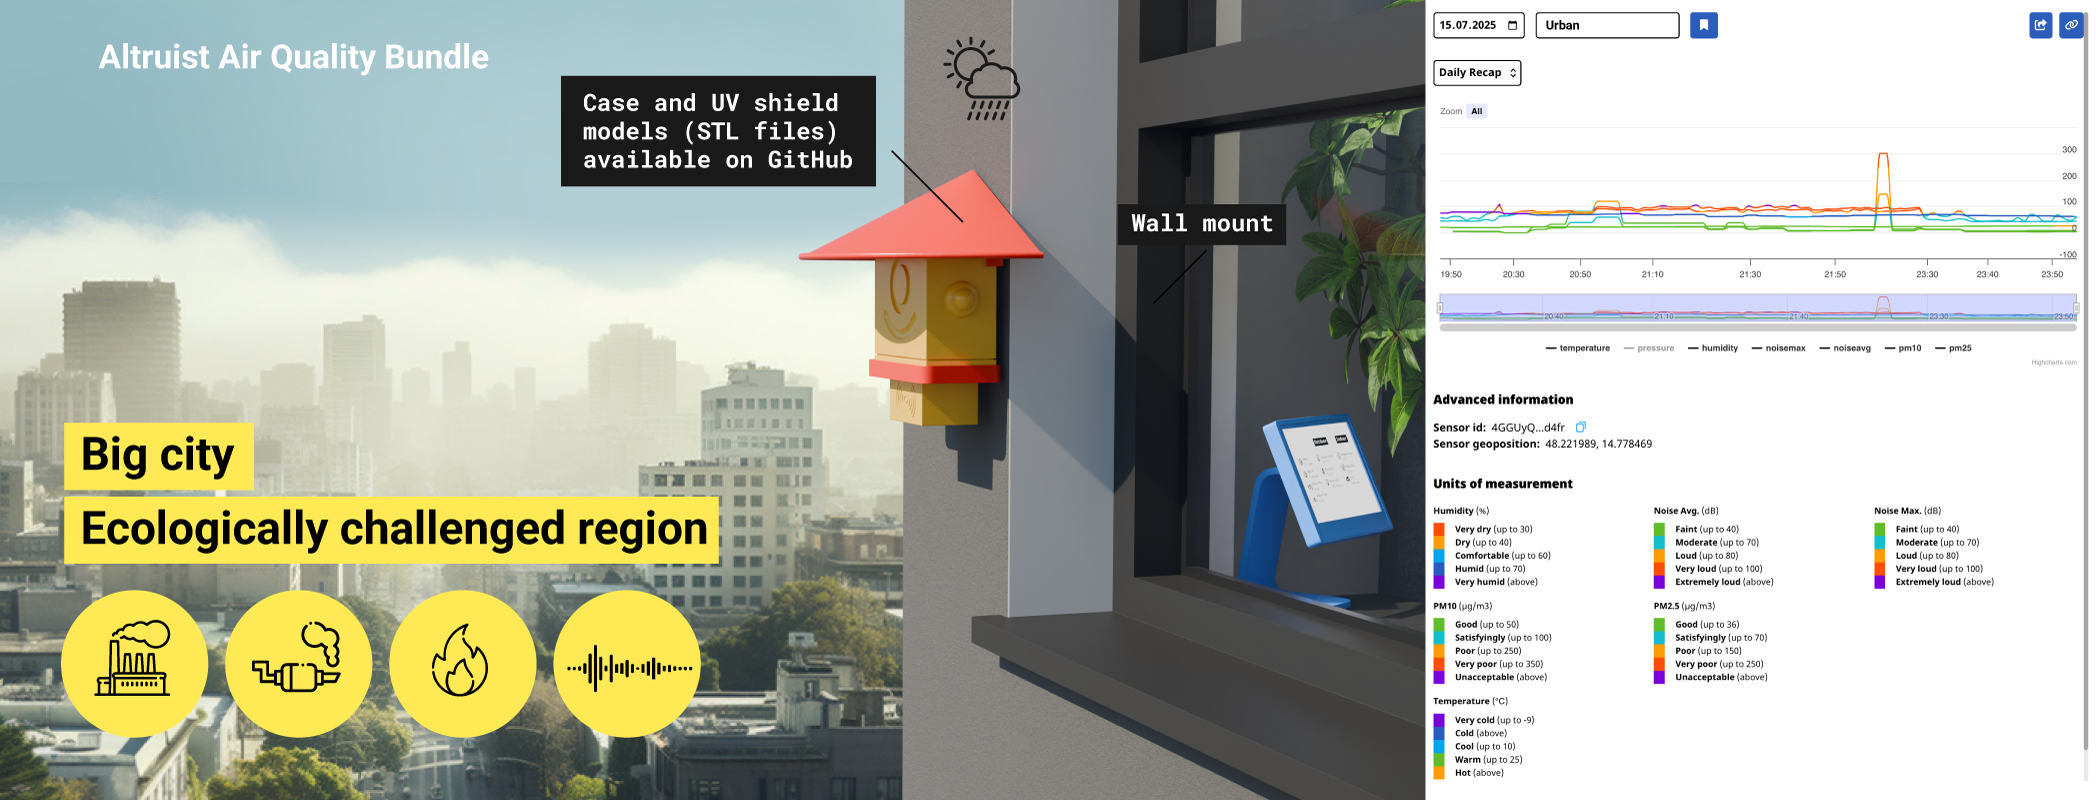 Altruist Air Quality Bundle
Case and UV shield
models (STL files)
available on GitHub
Wall mount
Big city
Ecologically challenged region
15.07.2025
Urban
Daily Recap
Zoom All
300
200
100
0
-100
19:50 20:30 20:50 21:10 21:30 21:50 23:30 23:40 23:50
20:40 21:10 21:40 23:30 23:50
temperature pressure humidity noisemax noiseavg pm10 pm25
Highcharts.com
Advanced information
Sensor id: 4GGUyQ...d4fr
Sensor geoposition: 48.221989, 14.778469
Units of measurement
Humidity (%)
Very dry (up to 30)
Dry (up to 40)
Comfortable (up to 60)
Humid (up to 70)
Very humid (above)
Noise Avg. (dB)
Faint (up to 40)
Moderate (up to 70)
Loud (up to 80)
Very loud (up to 100)
Extremely loud (above)
Noise Max. (dB)
Faint (up to 40)
Moderate (up to 70)
Loud (up to 80)
Very loud (up to 100)
Extremely loud (above)
PM10 (µg/m3)
Good (up to 50)
Satisfyingly (up to 100)
Poor (up to 250)
Very poor (up to 350)
Unacceptable (above)
PM2.5 (µg/m3)
Good (up to 36)
Satisfyingly (up to 70)
Poor (up to 150)
Very poor (up to 250)
Unacceptable (above)
Temperature (°C)
Very cold (up to -9)
Cold (above)
Cool (up to 10)
Warm (up to 25)
Hot (above)